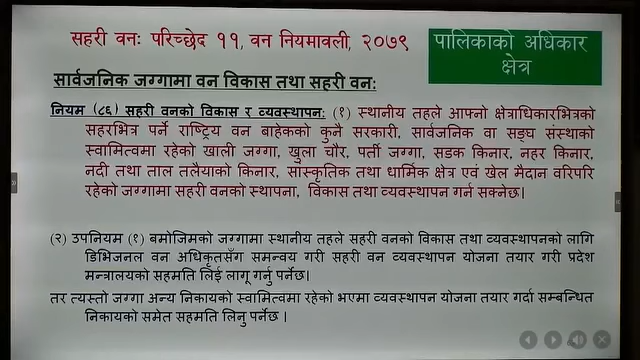 सहरी वनः परिच्छेद ११, वन नियमावली, २०७९
पालिकाको अधिकार
क्षेत्र
सार्वजनिक जग्गामा वन विकास तथा सहरी वनः
नियम (८६) सहरी वनको विकास र व्यवस्थापनः (१) स्थानीय तहले आफ्नो क्षेत्राधिकारभित्रको
सहरभित्र पर्ने राष्ट्रिय वन बाहेकको कुनै सरकारी, सार्वजनिक वा सङ्घ संस्थाको
स्वामित्वमा रहेको खाली जग्गा, खुला चौर, पर्ती जग्गा, सडक किनार, नहर किनार,
नदी तथा ताल तलैयाको किनार, साँस्कृतिक तथा धार्मिक क्षेत्र एवं खेल मैदान वरिपरि
रहेको जग्गामा सहरी वनको स्थापना, विकास तथा व्यवस्थापन गर्न सक्नेछ।
(२) उपनियम (१) बमोजिमको जग्गामा स्थानीय तहले सहरी वनको विकास तथा व्यवस्थापनको लागि
डिभिजनल वन अधिकृतसँग समन्वय गरी सहरी वन व्यवस्थापन योजना तयार गरी प्रदेश
मन्त्रालयको सहमति लिई लागू गर्नु पर्नेछ।
तर त्यस्तो जग्गा अन्य निकायको स्वामित्वमा रहेको भएमा व्यवस्थापन योजना तयार गर्दा सम्बन्धित
निकायको समेत सहमति लिनु पर्नेछ ।